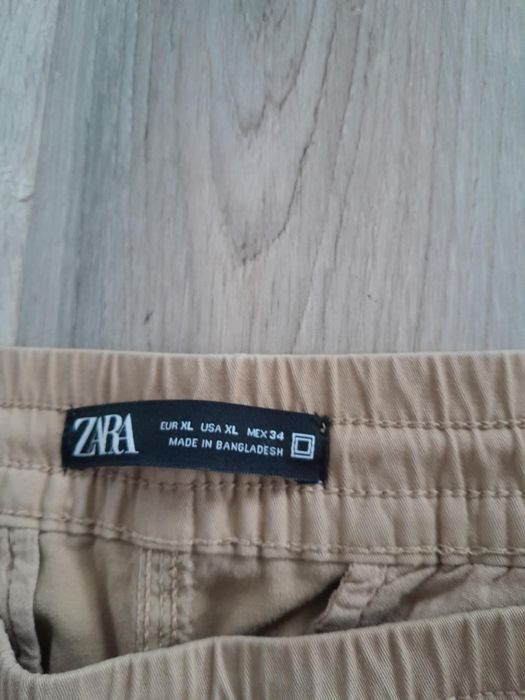 ZARA
EUR XL USA XL MEX 34
MADE IN BANGLADESH